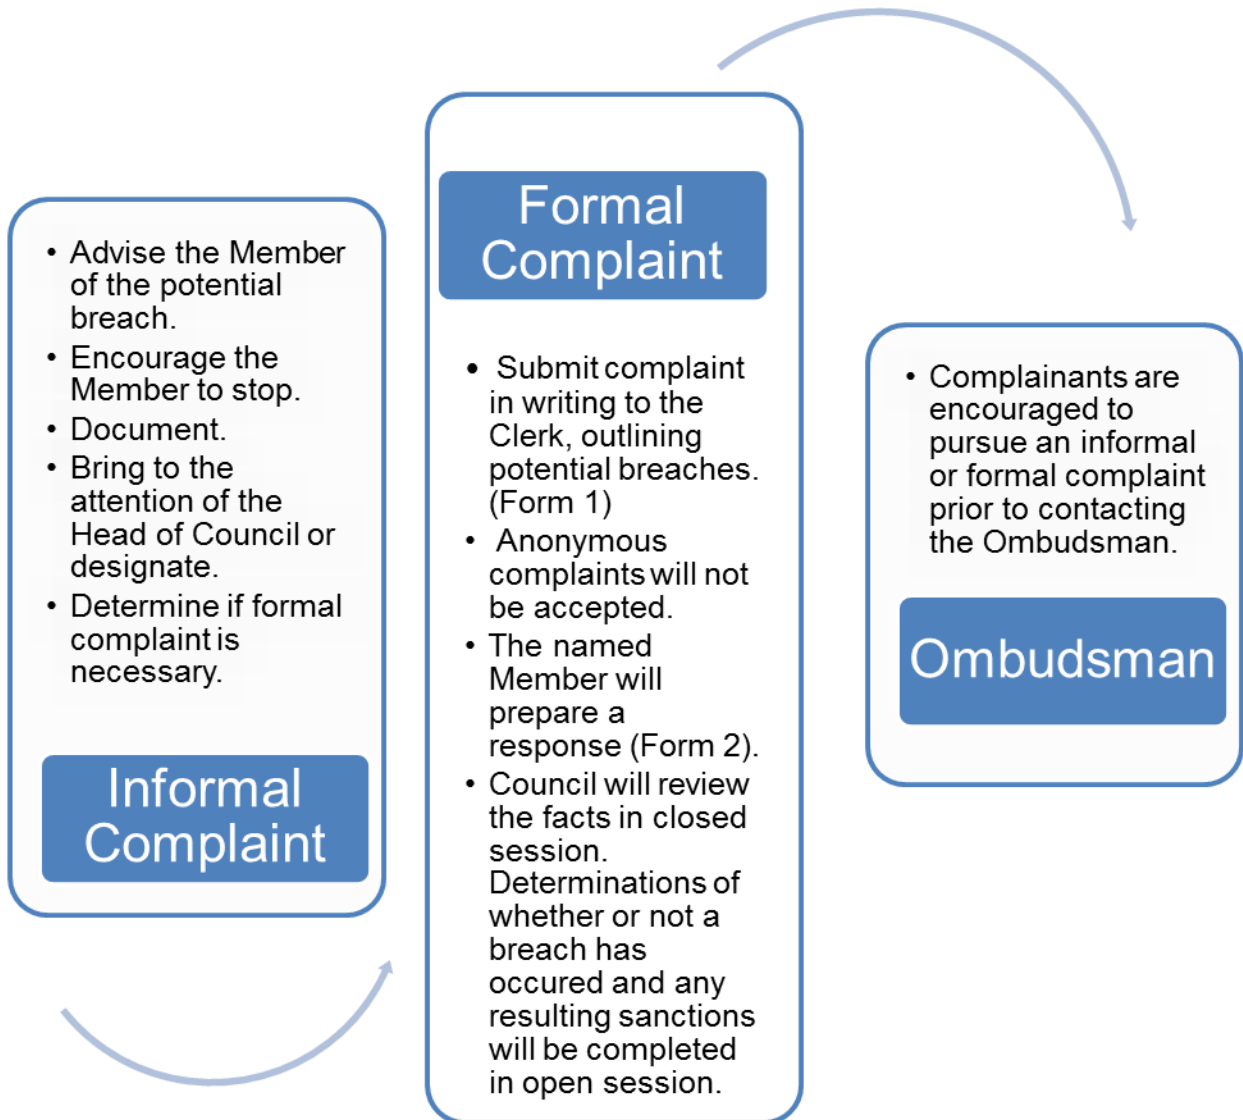 • Advise the Member
of the potential
breach.
• Encourage the
Member to stop.
• Document.
• Bring to the
attention of the
Head of Council or
designate.
• Determine if formal
complaint is
necessary.
Informal
Complaint
Formal
Complaint
• Submit complaint
in writing to the
Clerk, outlining
potential breaches.
(Form 1)
• Anonymous
complaints will not
be accepted.
• The named
Member will
prepare a
response (Form 2).
• Council will review
the facts in closed
session.
Determinations of
whether or not a
breach has
occured and any
resulting sanctions
will be completed
in open session.
• Complainants are
encouraged to
pursue an informal
or formal complaint
prior to contacting
the Ombudsman.
Ombudsman